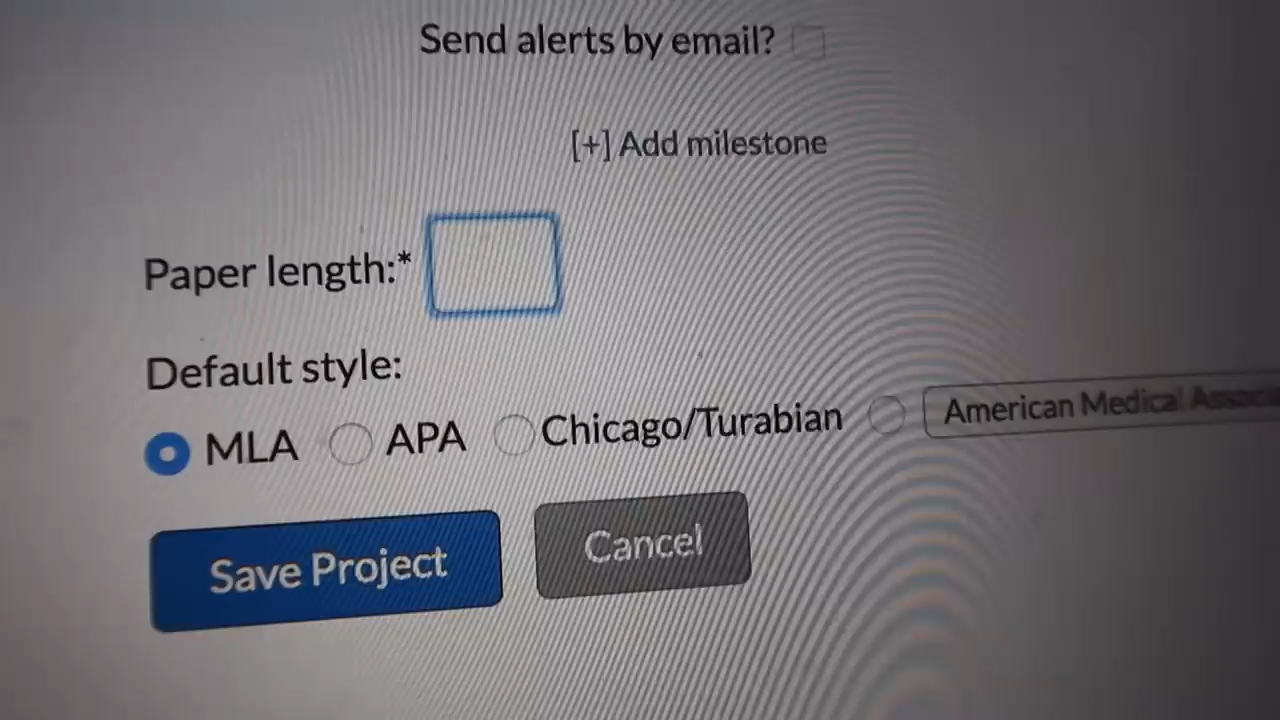 Send alerts by email?
[+] Add milestone
Paper length:*
Default style:
MLA APA Chicago/Turabian American Medical
Save Project Cancel